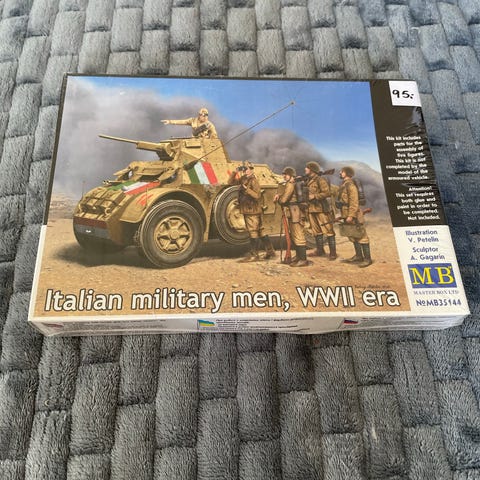 95.-
This kit includes
parts for the
assembly of
five figures.
This kit is not
completed by the
model of the
armoured vehicle.
Attention!
This set requires
both glue and
paint in order to
be completed.
Not included.
Illustration
V. Petelin
Sculptor
A. Gagarin
MB
MASTER BOX LTD
№MB35144
Italian military men, WWII era